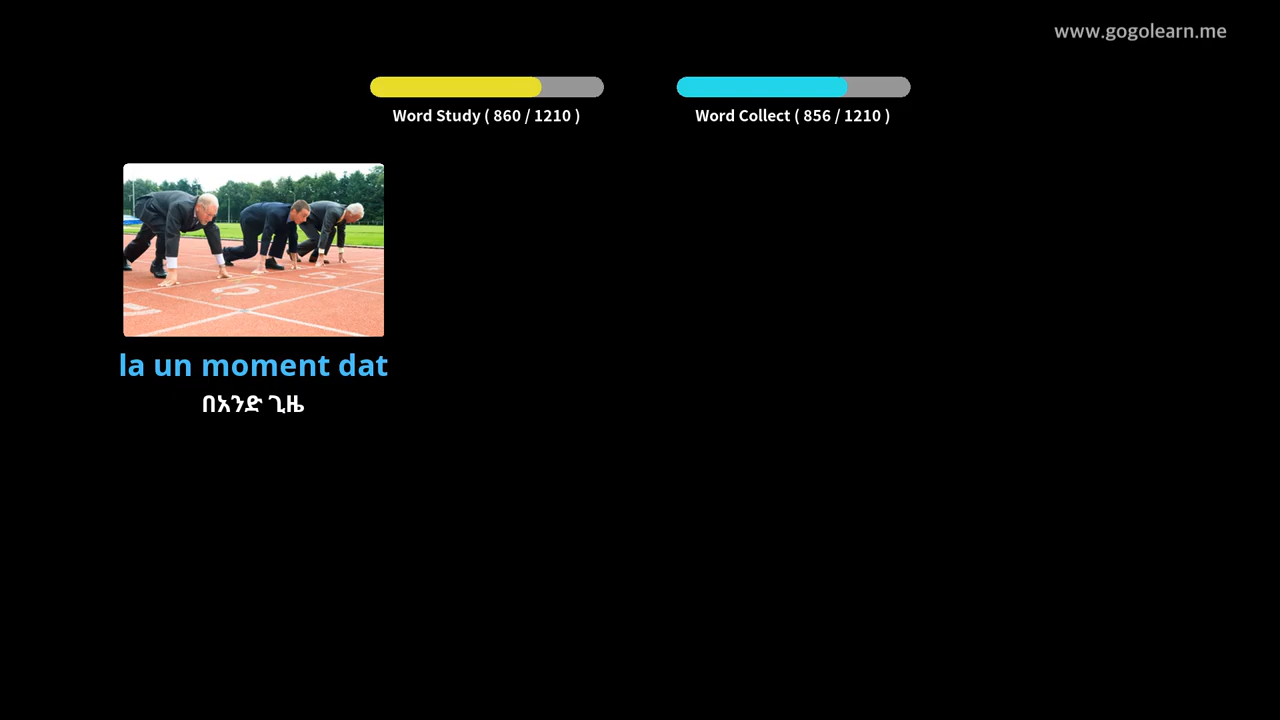 www.gogolearn.me
Word Study ( 860 / 1210 )
Word Collect ( 856 / 1210 )
la un moment dat
በአንድ ጊዜ